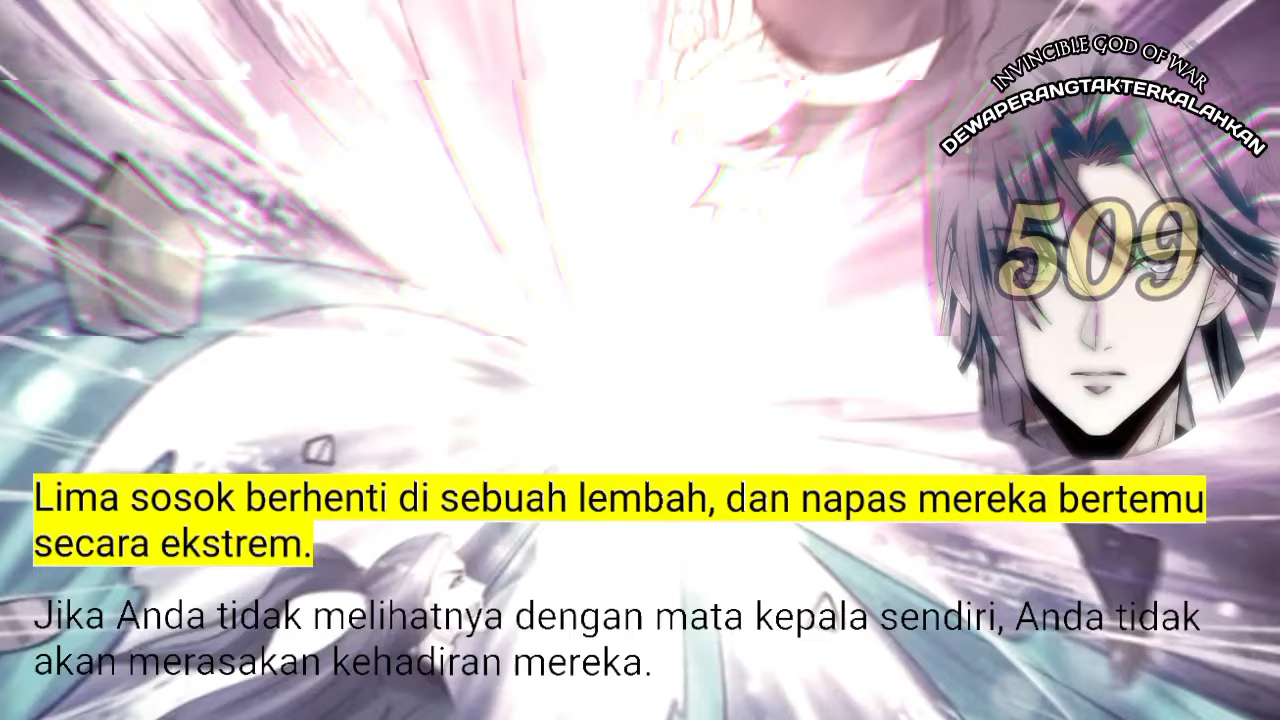 INVINCIBLE GOD OF WAR
DEWAPERANGTAKTERKALAHKAN
509
Lima sosok berhenti di sebuah lembah, dan napas mereka bertemu
secara ekstrem.
Jika Anda tidak melihatnya dengan mata kepala sendiri, Anda tidak
akan merasakan kehadiran mereka.